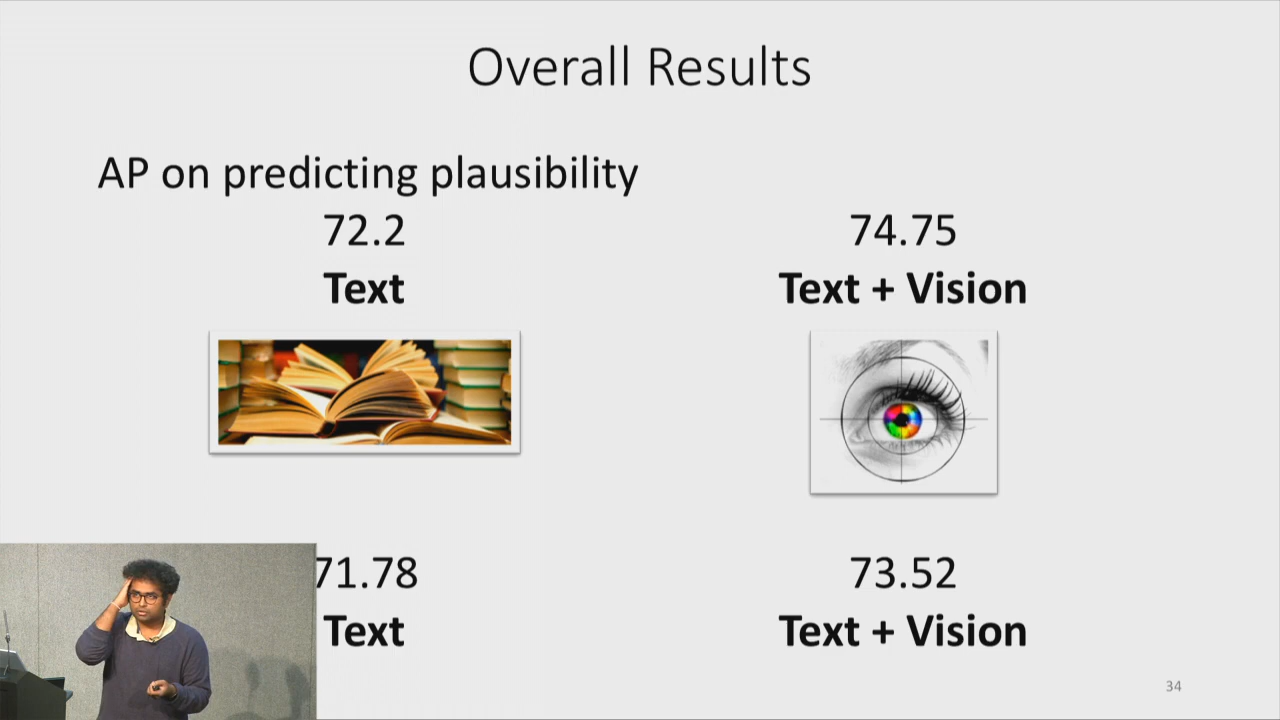 Overall Results
AP on predicting plausibility
72.2
74.75
Text
Text + Vision
71.78
73.52
Text
Text + Vision
34